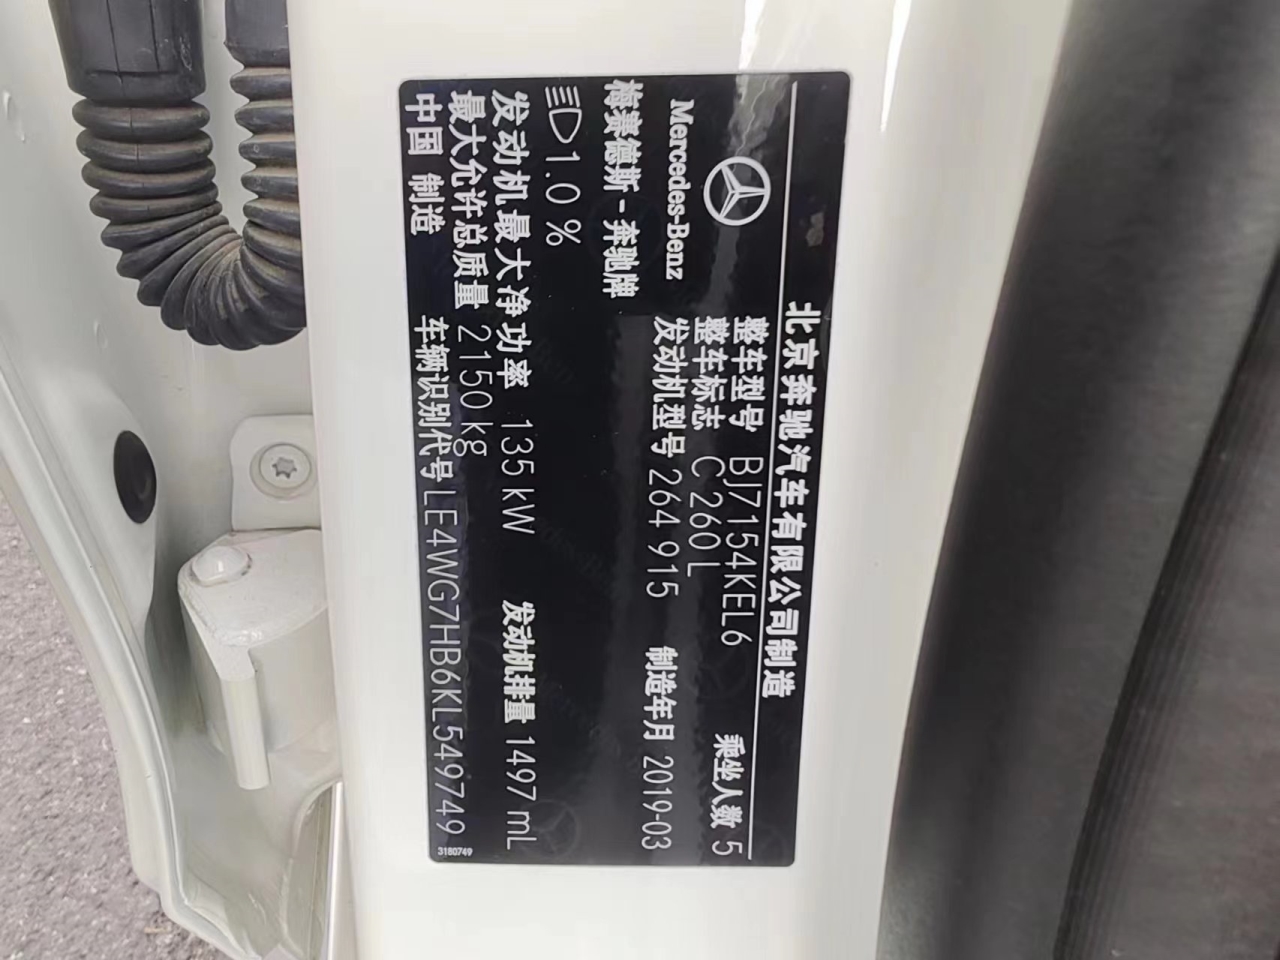 北京奔驰汽车有限公司制造
Mercedes-Benz
整车型号 BJ7154KEL6 乘坐人数 5
整车标志 C 260 L
发动机型号 264 915 制造年月 2019-03
梅赛德斯-奔驰牌
1.0 %
发动机最大净功率 135 kW 发动机排量 1497 mL
最大允许总质量 2150 kg
中国 制造 车辆识别代号 LE4WG7HB6KL549749
3180749